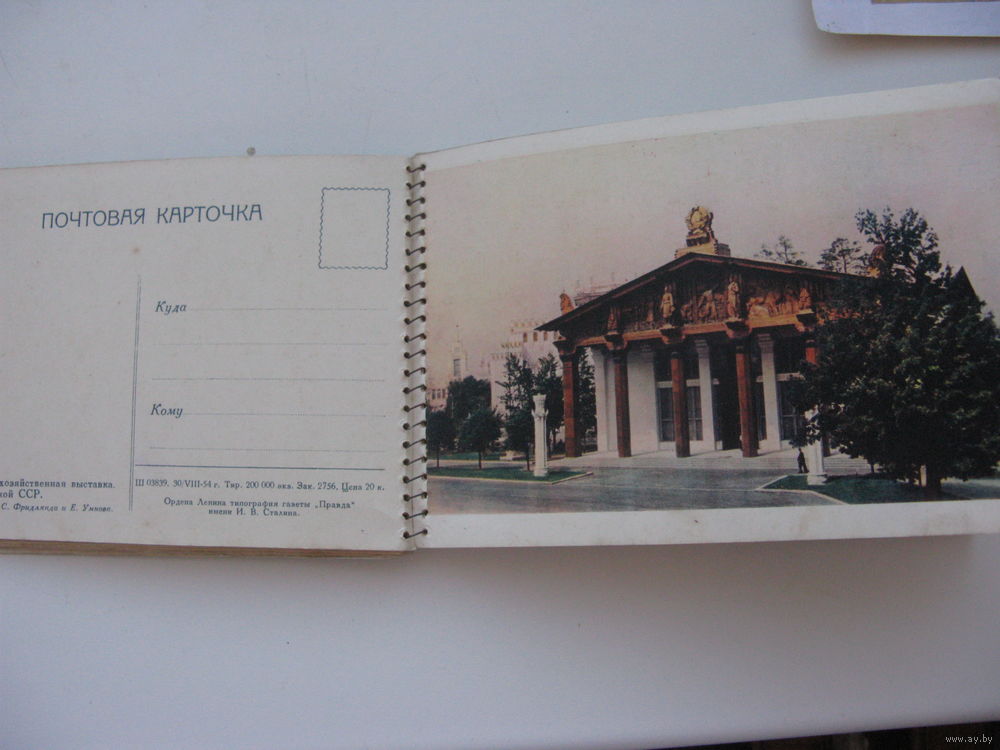 ПОЧТОВАЯ КАРТОЧКА
Куда
Кому
хозяйственная выставка.
кой ССР.
С. Фридлянда и Е. Умнова.
Ш 03839. 30/VIII-54 г. Тир. 200 000 экз. Зак. 2756. Цена 20 к.
Ордена Ленина типография газеты „Правда“
имени И. В. Сталина.
www.ay.by